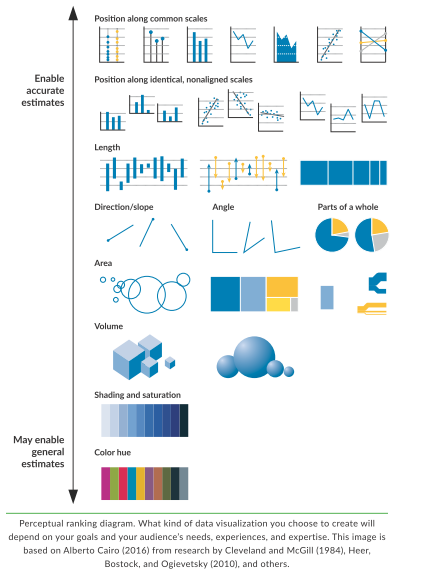 Position along common scales
Enable
accurate
estimates
Position along identical, nonaligned scales
Length
Direction/slope
Angle
Parts of a whole
Area
Volume
Shading and saturation
May enable
general
estimates
Color hue
Perceptual ranking diagram. What kind of data visualization you choose to create will
depend on your goals and your audience's needs, experiences, and expertise. This image is
based on Alberto Cairo (2016) from research by Cleveland and McGill (1984), Heer,
Bostock, and Ogievetsky (2010), and others.